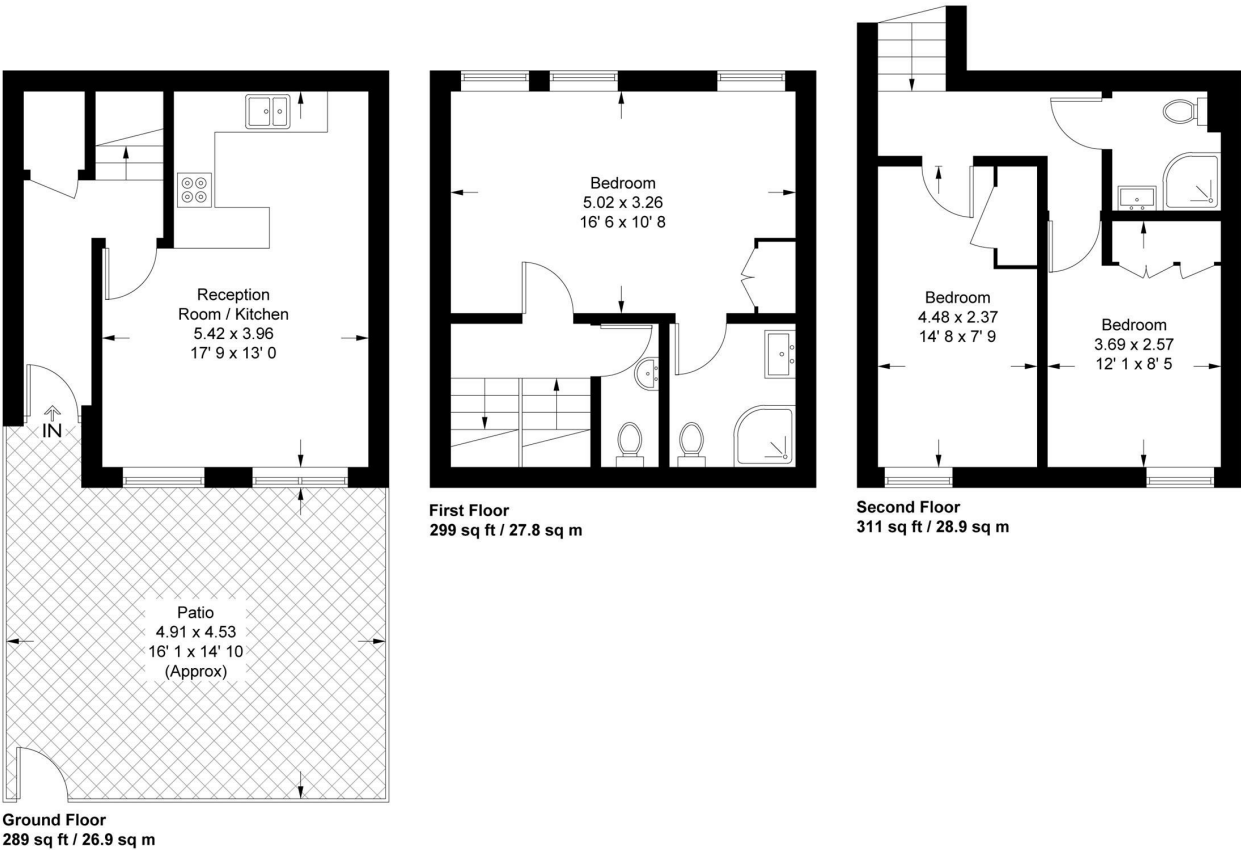 Reception
Room / Kitchen
5.42 x 3.96
17' 9 x 13' 0
IN
Patio
4.91 x 4.53
16' 1 x 14' 10
(Approx)
Ground Floor
289 sq ft / 26.9 sq m
Bedroom
5.02 x 3.26
16' 6 x 10' 8
First Floor
299 sq ft / 27.8 sq m
Bedroom
4.48 x 2.37
14' 8 x 7' 9
Bedroom
3.69 x 2.57
12' 1 x 8' 5
Second Floor
311 sq ft / 28.9 sq m